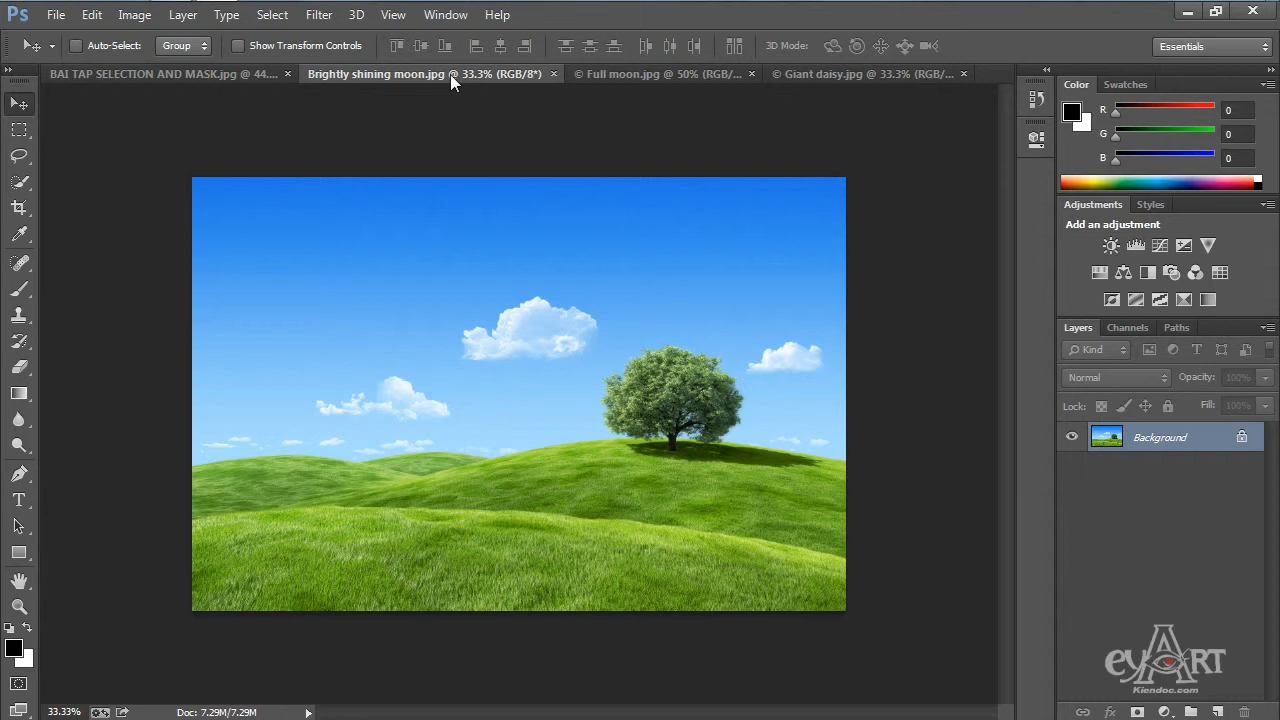 Ps File Edit Image Layer Type Select Filter 3D View Window Help
Auto-Select: Group Show Transform Controls 3D Mode: Essentials
BAI TAP SELECTION AND MASK.jpg @ 44.... × Brightly shining moon.jpg @ 33.3% (RGB/8*) × © Full moon.jpg @ 50% (RGB/... × © Giant daisy.jpg @ 33.3% (RGB/... ×
Color Swatches
R 0
G 0
B 0
Adjustments Styles
Add an adjustment
Layers Channels Paths
Kind
Normal Opacity: 100%
Lock: Fill: 100%
Background
eyART
Kiendoc.com
33.33% Doc: 7.29M/7.29M